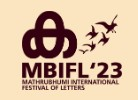 MBIFL‘23
MATHRUBHUMI INTERNATIONAL
FESTIVAL OF LETTERS